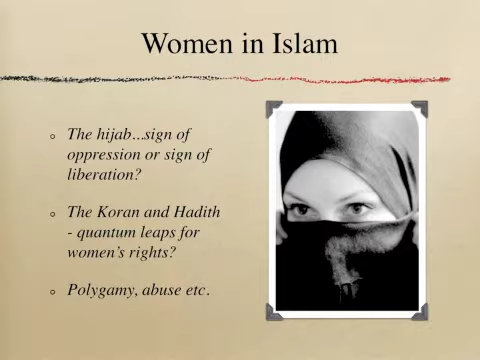 Women in Islam
The hijab...sign of
oppression or sign of
liberation?
The Koran and Hadith
- quantum leaps for
women's rights?
Polygamy, abuse etc.